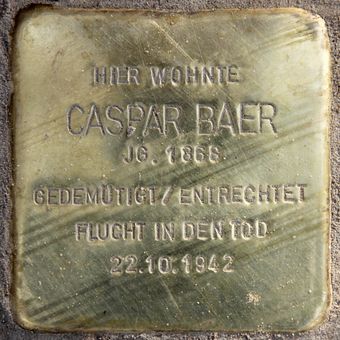 HIER WOHNTE
CASPAR BAER
JG. 1868
GEDEMÜTIGT/ENTRECHTET
FLUCHT IN DEN TOD
22.10.1942